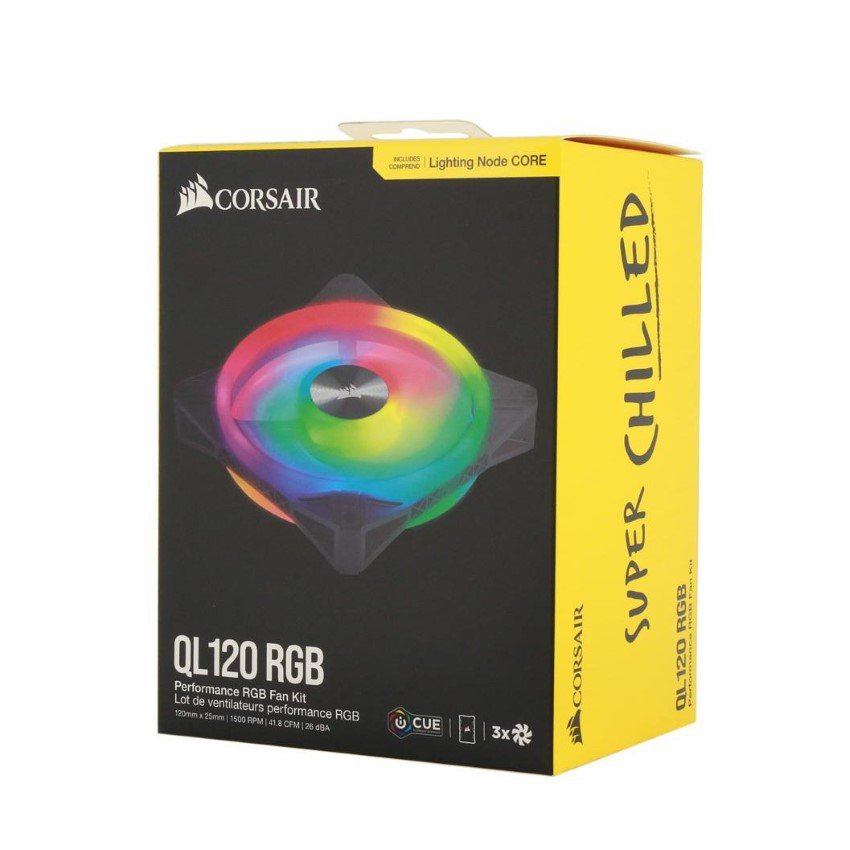 INCLUDES
COMPREND
Lighting Node CORE
CORSAIR
QL120 RGB
Performance RGB Fan Kit
Lot de ventilateurs performance RGB
120mm x 25mm | 1500 RPM | 41.8 CFM | 26 dBA
CUE
3x
SUPER CHILLED
CORSAIR
QL120 RGB
Performance RGB Fan Kit